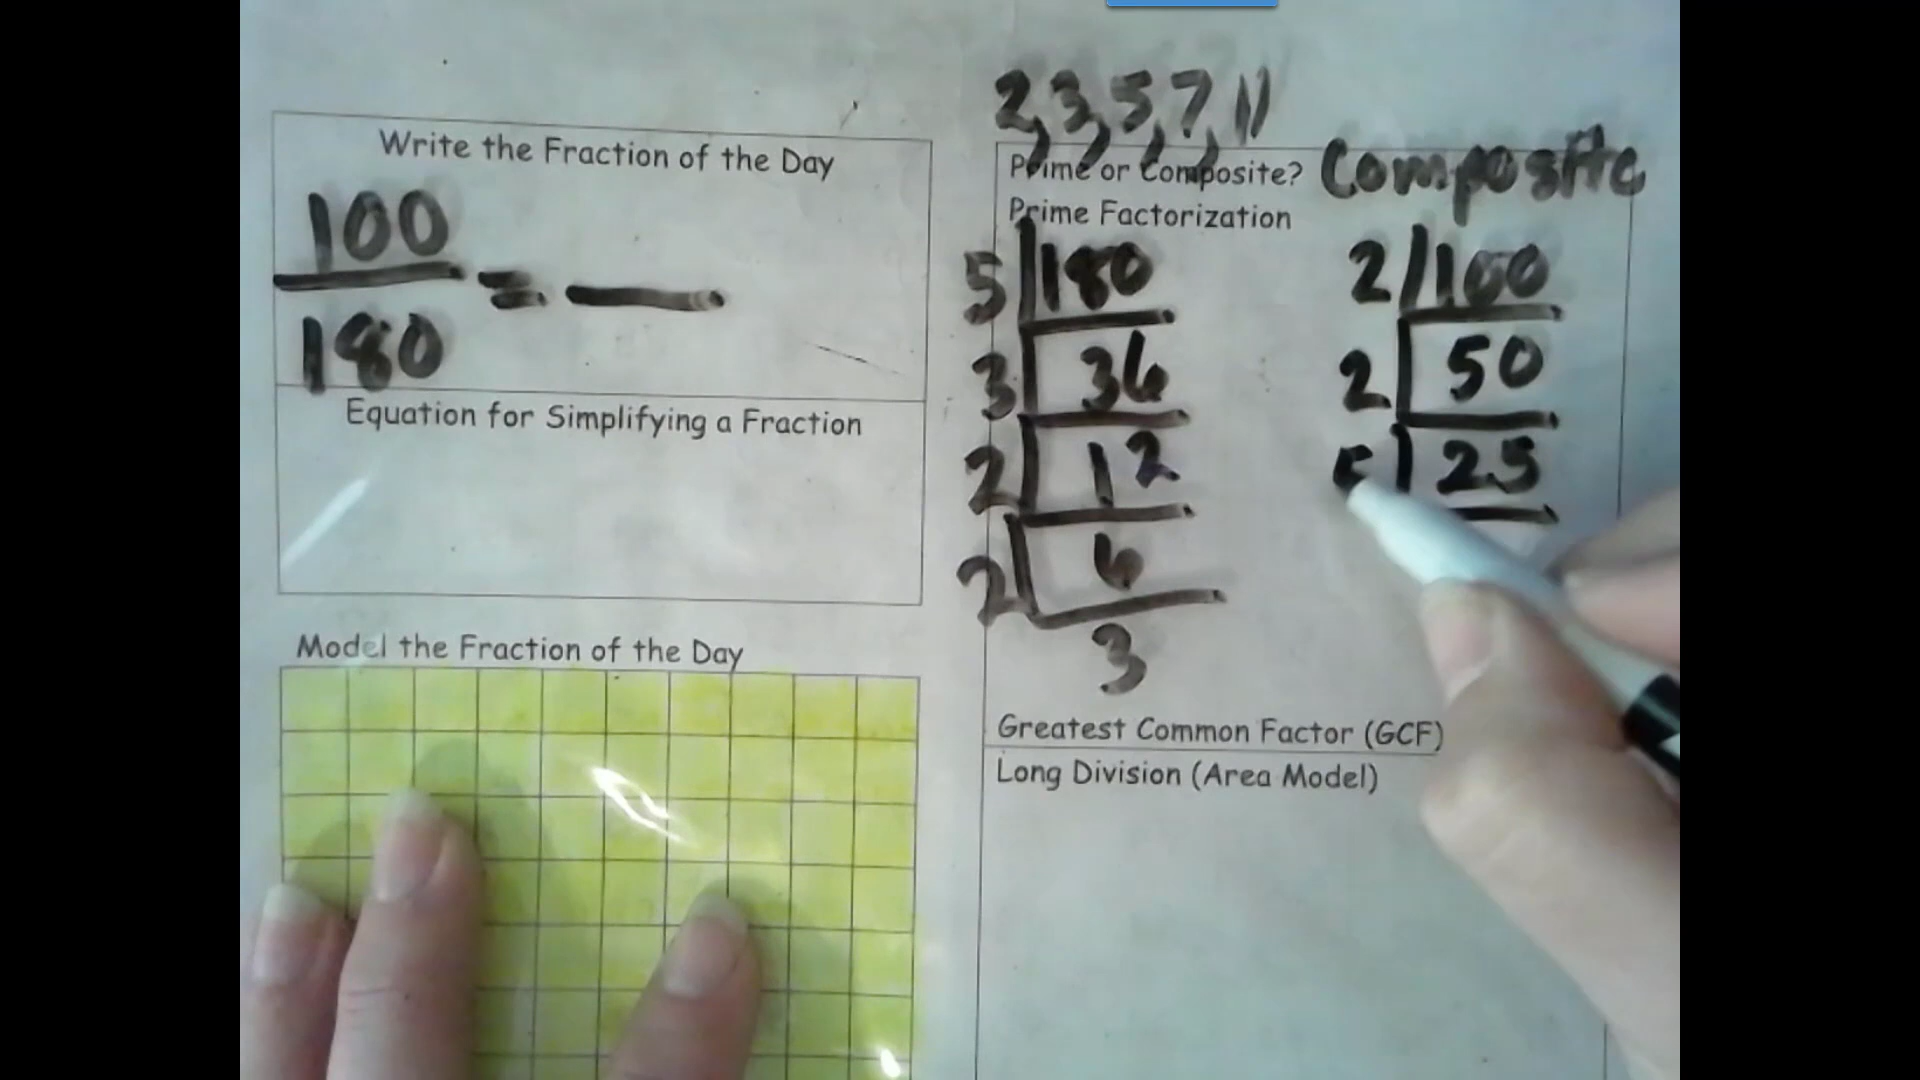 2, 3, 5, 7, 11
Write the Fraction of the Day
100
180
=
Equation for Simplifying a Fraction
Model the Fraction of the Day
Prime or Composite? Composite
Prime Factorization
5 180
3 36
2 12
2 6
3
2 100
2 50
5 25
Greatest Common Factor (GCF)
Long Division (Area Model)